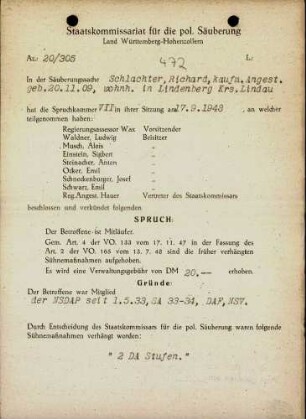 Staatskommissariat für die pol. Säuberung
Land Württemberg-Hohenzollern
Az: 20/305
472
L:
In der Säuberungssache Schlachter, Richard, kaufm. Angest.
geb. 20.11.09, wohnh. in Lindenberg Krs. Lindau
hat die Spruchkammer VII in ihrer Sitzung am 17.9.1948, an welcher
teilgenommen haben:
Regierungsassessor Wax Vorsitzender
Waldner, Ludwig Beisitzer
Musch, Alois
Einstein, Sigbert
Steinacher, Anton
Ocker, Emil
Schneckenburger, Josef
Schwarz, Emil
Reg.Angest. Hauer Vertreter des Staatskommissars
beschlossen und verkündet folgenden
SPRUCH:
Der Betroffene ist Mitläufer.
Gem. Art. 4 der VO. 133 vom 17. 11. 47 in der Fassung des
Art. 2 der VO. 165 vom 13. 7. 48 sind die früher verhängten
Sühnemaßnahmen aufgehoben.
Es wird eine Verwaltungsgebühr von DM 20.-- erhoben.
Gründe:
Der Betroffene war Mitglied
der NSDAP seit 1.5.33, SA 33-34, DAF, NSV.
Durch Entscheidung des Staatskommissars für die pol. Säuberung waren folgende
Sühnemaßnahmen verhängt worden:
" 2 DA Stufen."